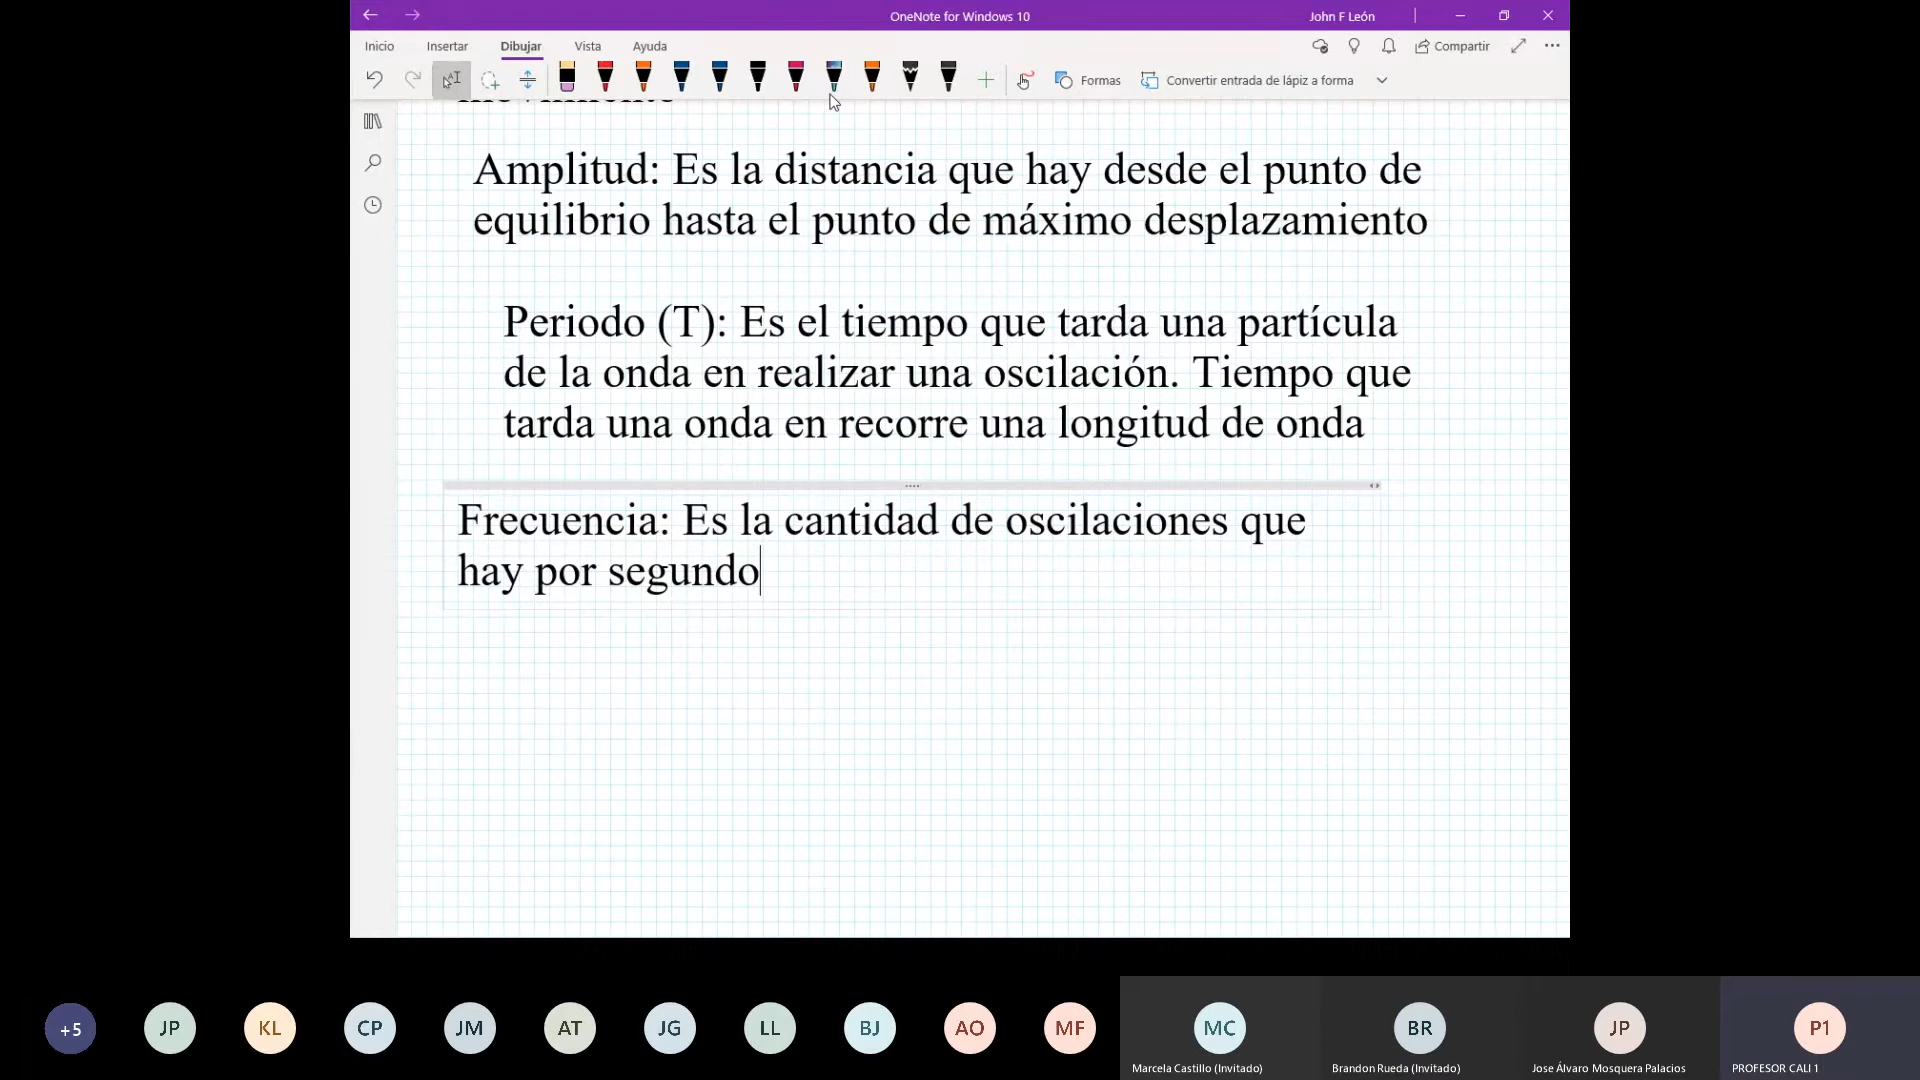 OneNote for Windows 10
John F León
Inicio Insertar Dibujar Vista Ayuda
Compartir
Formas Convertir entrada de lápiz a forma
Amplitud: Es la distancia que hay desde el punto de
equilibrio hasta el punto de máximo desplazamiento
Periodo (T): Es el tiempo que tarda una partícula
de la onda en realizar una oscilación. Tiempo que
tarda una onda en recorre una longitud de onda
Frecuencia: Es la cantidad de oscilaciones que
hay por segundo
+5 JP KL CP JM AT JG LL BJ AO MF MC BR JP P1
Marcela Castillo (Invitado) Brandon Rueda (Invitado) Jose Álvaro Mosquera Palacios PROFESOR CALI 1